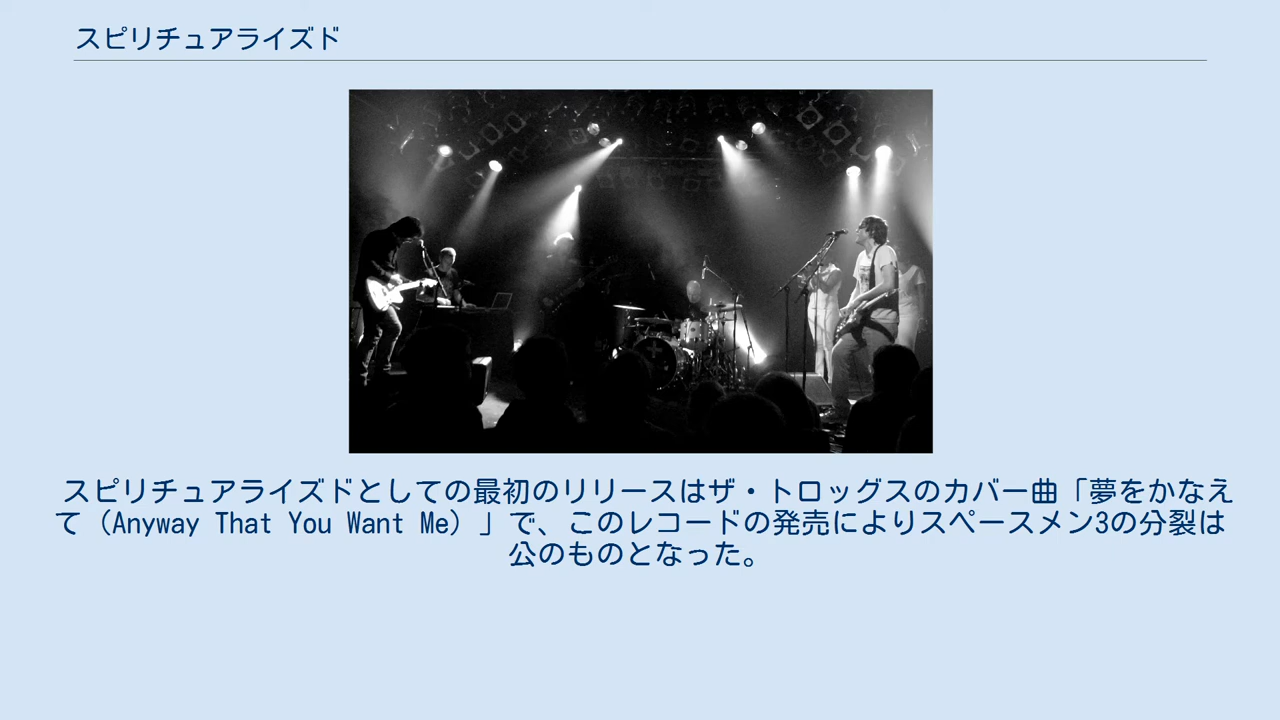 スピリチュアライズド
スピリチュアライズドとしての最初のリリースはザ・トロッグスのカバー曲「夢をかなえ
て（Anyway That You Want Me）」で、このレコードの発売によりスペースメン3の分裂は
公のものとなった。